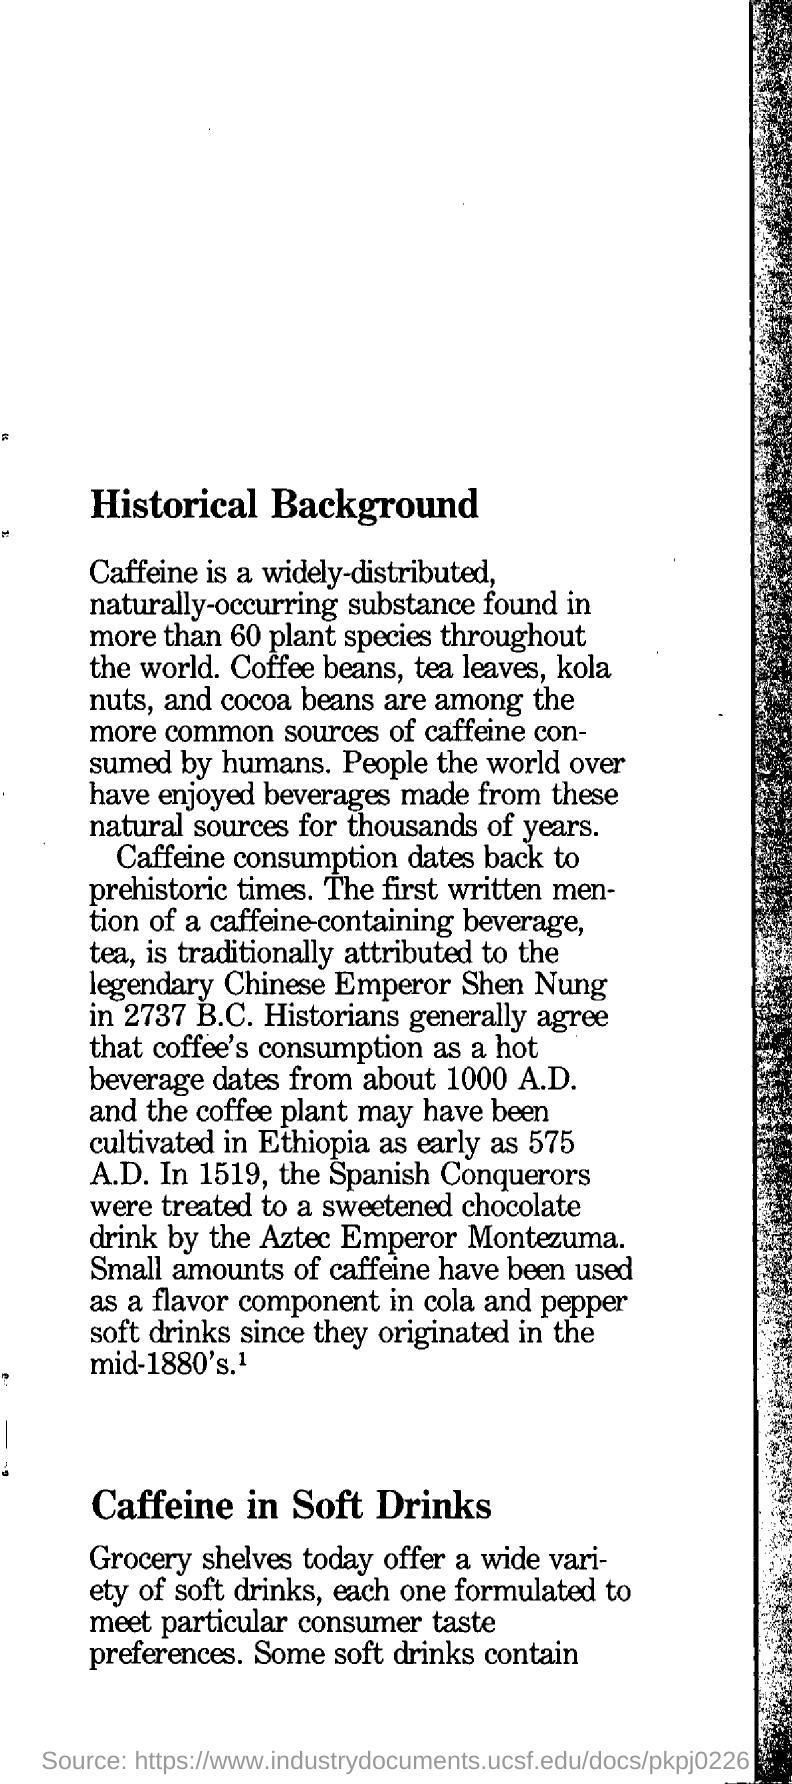 Historical Background
Caffeine is a widely-distributed,
naturally-occurring substance found in
more than 60 plant species throughout
the world. Coffee beans, tea leaves, kola
nuts, and cocoa beans are among the
more common sources of caffeine con-
sumed by humans. People the world over
have enjoyed beverages made from these
natural sources for thousands of years.
Caffeine consumption dates back to
prehistoric times. The first written men-
tion of a caffeine-containing beverage,
tea, is traditionally attributed to the
legendary Chinese Emperor Shen Nung
in 2737 B.C. Historians generally agree
that coffee's consumption as a hot
beverage dates from about 1000 A.D.
and the coffee plant may have been
cultivated in Ethiopia as early as 575
A.D. In 1519, the Spanish Conquerors
were treated to a sweetened chocolate
drink by the Aztec Emperor Montezuma.
Small amounts of caffeine have been used
as a flavor component in cola and pepper
soft drinks since they originated in the
mid-1880's.¹
Caffeine in Soft Drinks
Grocery shelves today offer a wide vari-
ety of soft drinks, each one formulated to
meet particular consumer taste
preferences. Some soft drinks contain
Source: https://www.industrydocuments.ucsf.edu/docs/pkpj0226